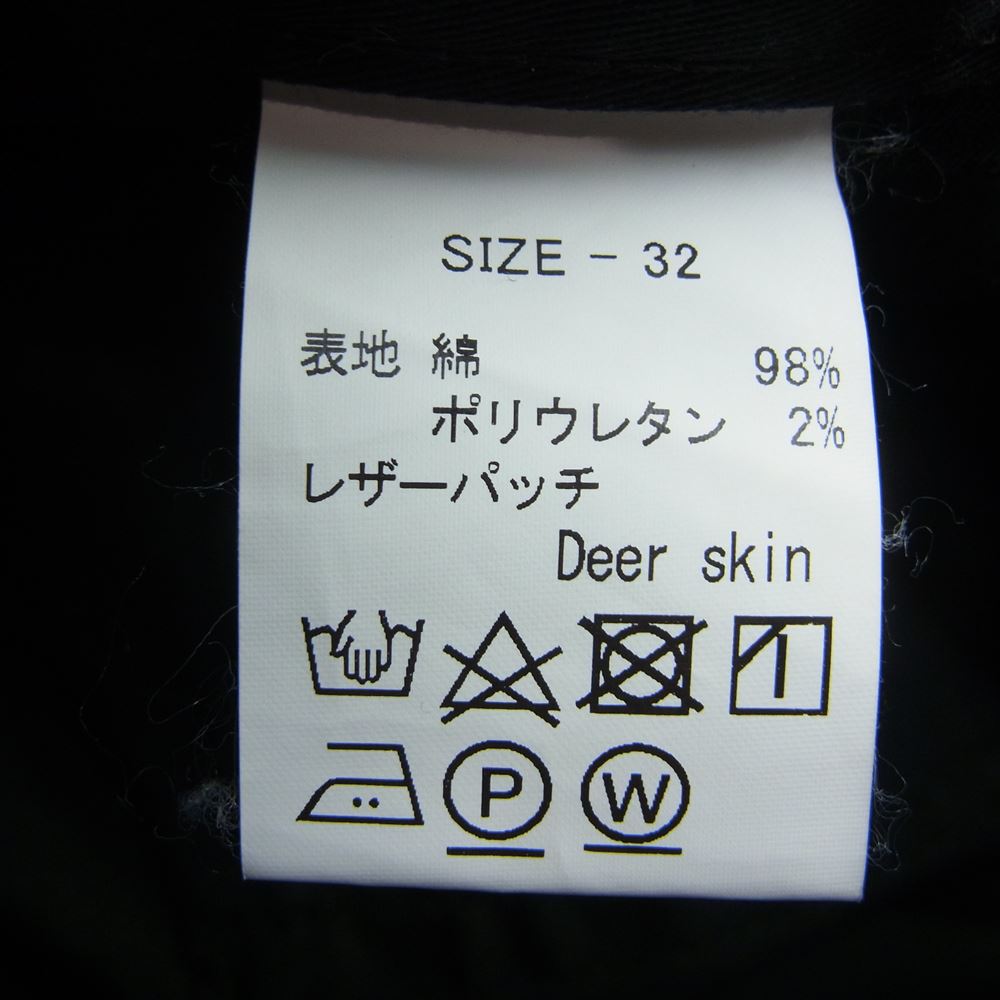 SIZE - 32
表地 綿 98%
ポリウレタン 2%
レザーパッチ
Deer skin
P W